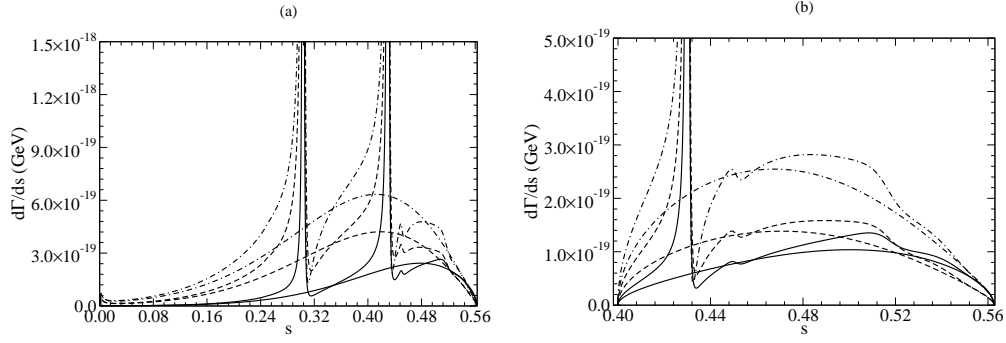 (a)
1.5×10⁻¹⁸
1.2×10⁻¹⁸
9.0×10⁻¹⁹
6.0×10⁻¹⁹
3.0×10⁻¹⁹
0.0
dΓ/ds (GeV)
0.00 0.08 0.16 0.24 0.32 0.40 0.48 0.56
s
(b)
5.0×10⁻¹⁹
4.0×10⁻¹⁹
3.0×10⁻¹⁹
2.0×10⁻¹⁹
1.0×10⁻¹⁹
0.0
dΓ/ds (GeV)
0.40 0.44 0.48 0.52 0.56
s